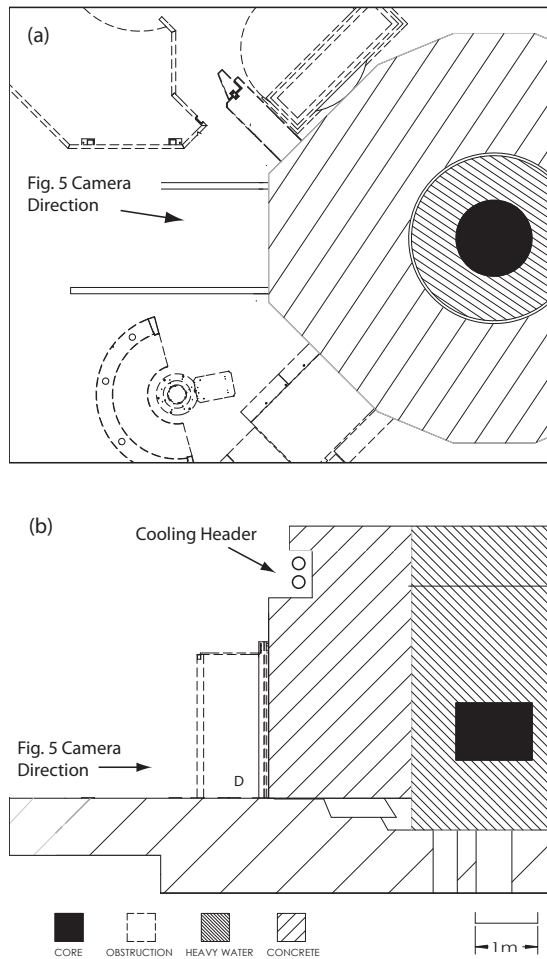 (a)
Fig. 5 Camera
Direction
(b)
Cooling Header
Fig. 5 Camera
Direction
D
CORE
OBSTRUCTION
HEAVY WATER
CONCRETE
1m